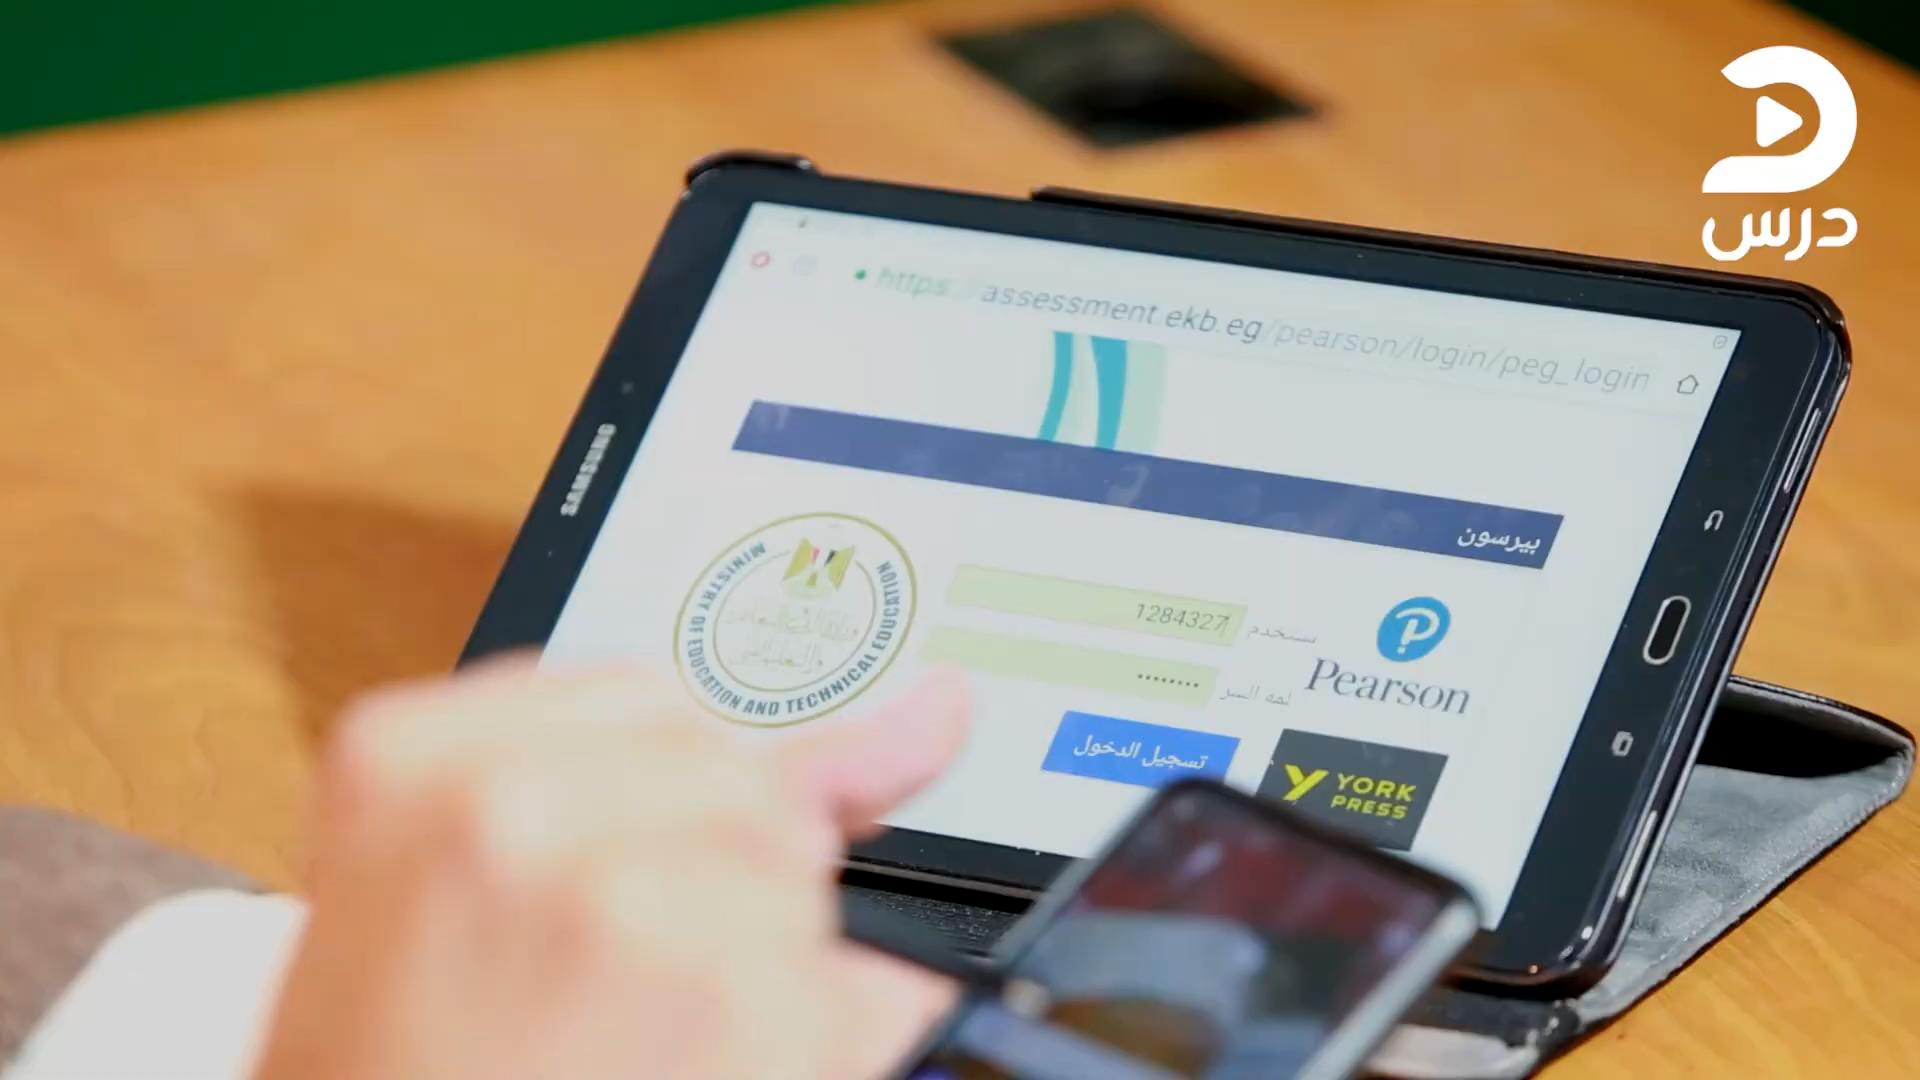 درس
https://assessment.ekb.eg/pearson/login/peg_login
SAMSUNG
بيرسون
MINISTRY OF EDUCATION AND TECHNICAL EDUCATION
1284327
Pearson
••••••••
السر
تسجيل الدخول
YORK
PRESS